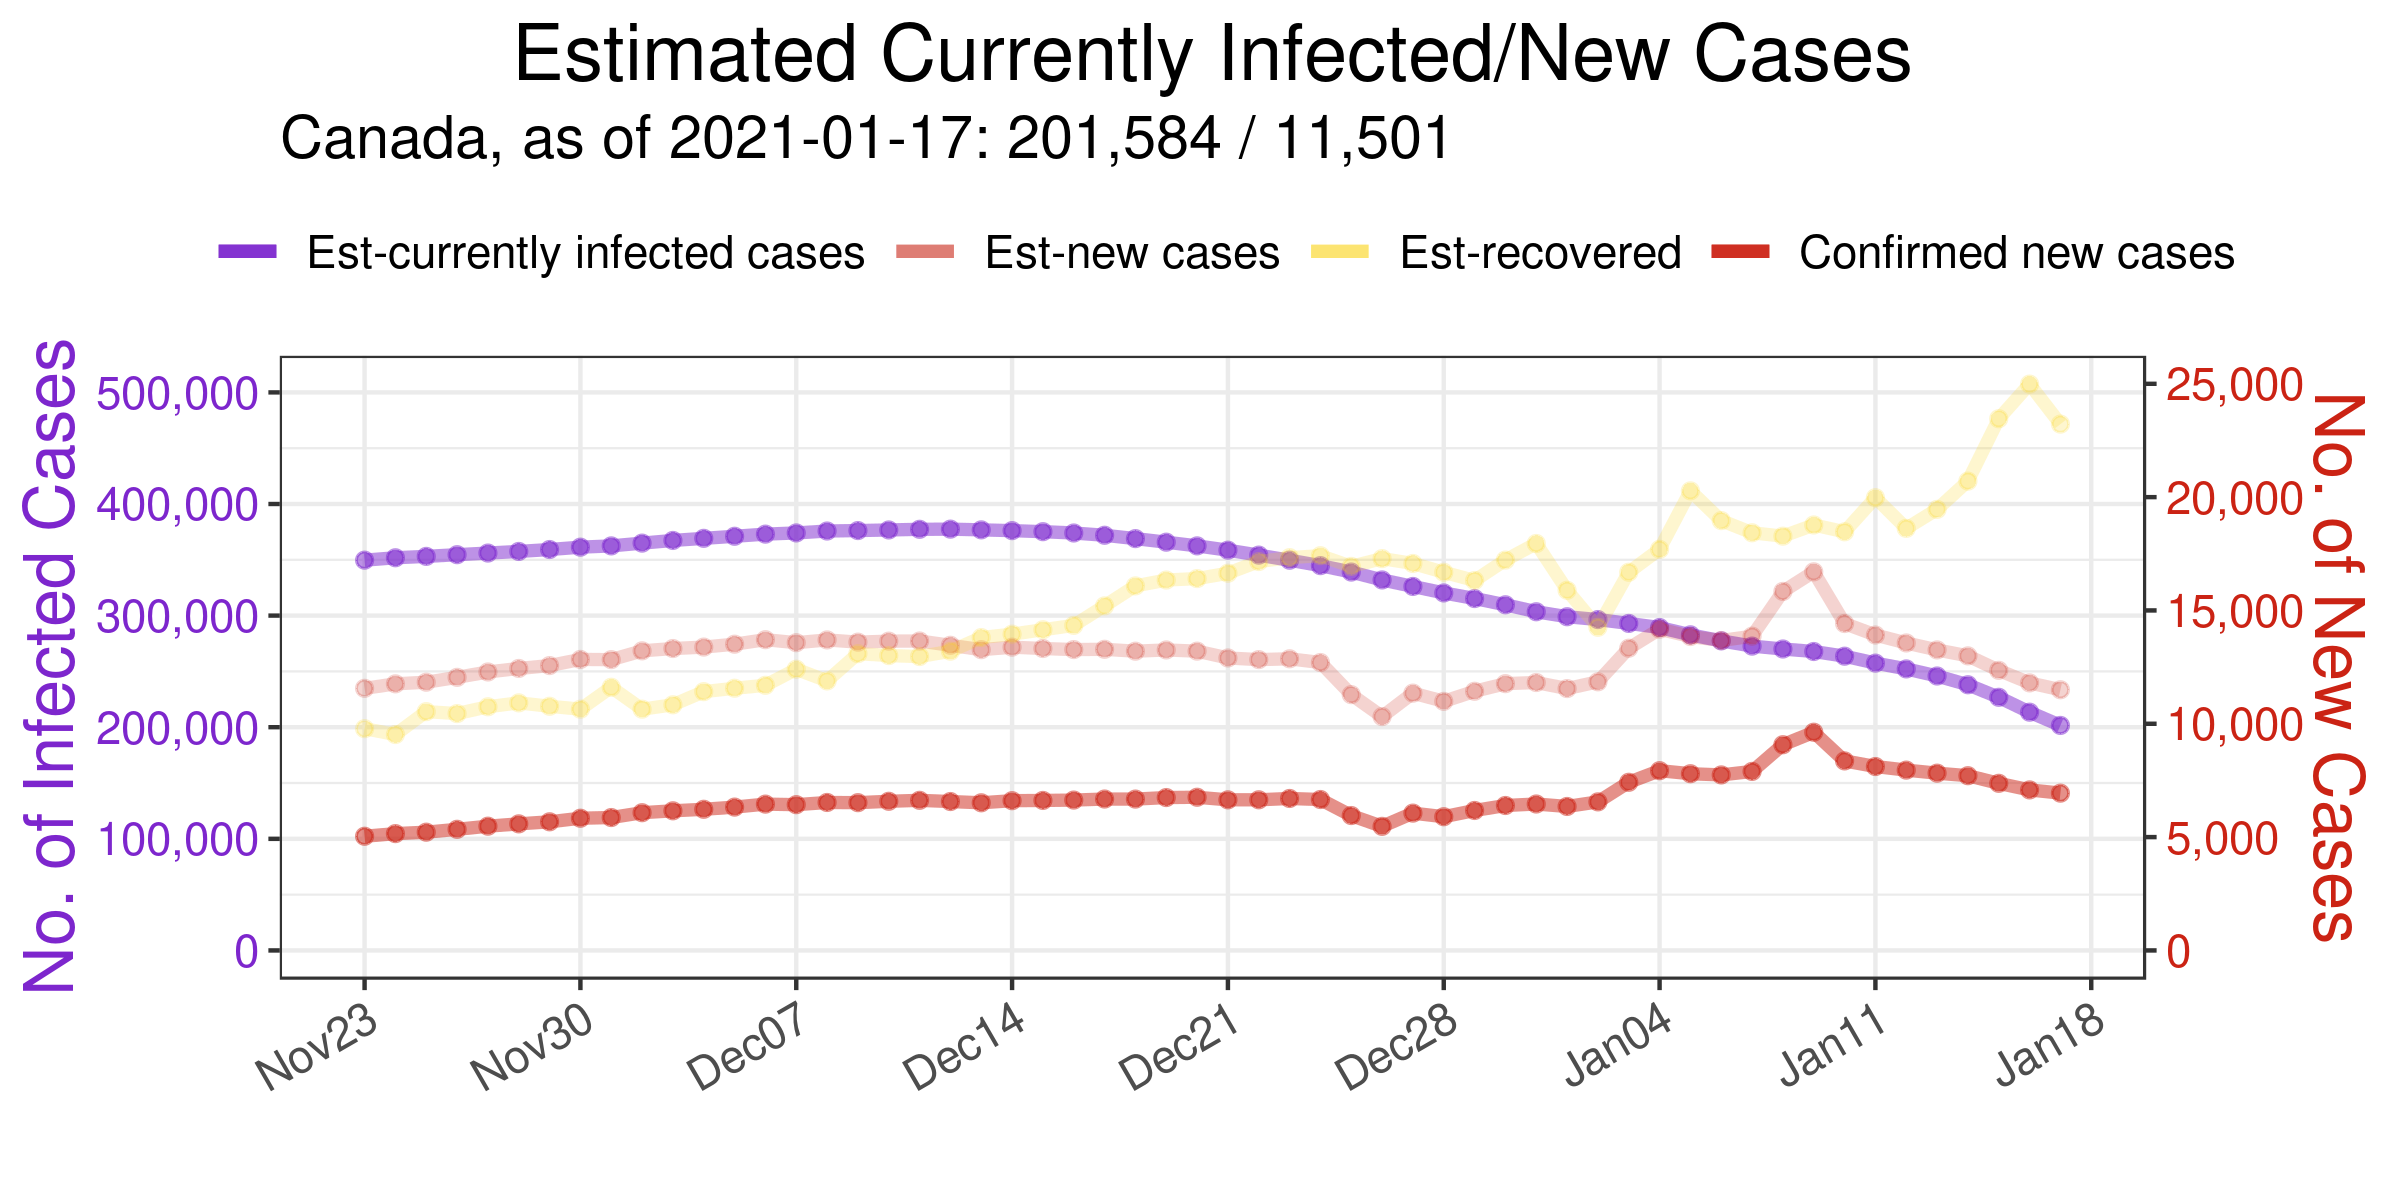 Estimated Currently Infected/New Cases
Canada, as of 2021-01-17: 201,584 / 11,501
Est-currently infected cases Est-new cases Est-recovered Confirmed new cases
No. of Infected Cases
500,000
400,000
300,000
200,000
100,000
0
25,000
20,000
15,000
10,000
5,000
0
No. of New Cases
Nov23 Nov30 Dec07 Dec14 Dec21 Dec28 Jan04 Jan11 Jan18